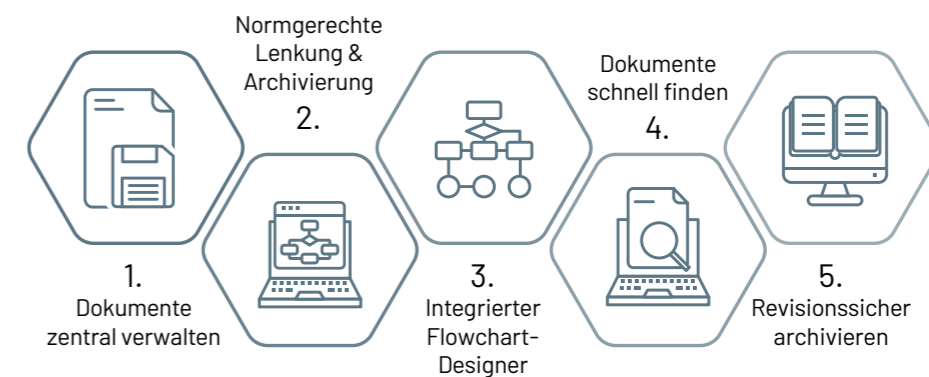 1.
Dokumente
zentral verwalten
Normgerechte
Lenkung &
Archivierung
2.
3.
Integrierter
Flowchart-
Designer
Dokumente
schnell finden
4.
5.
Revisionssicher
archivieren